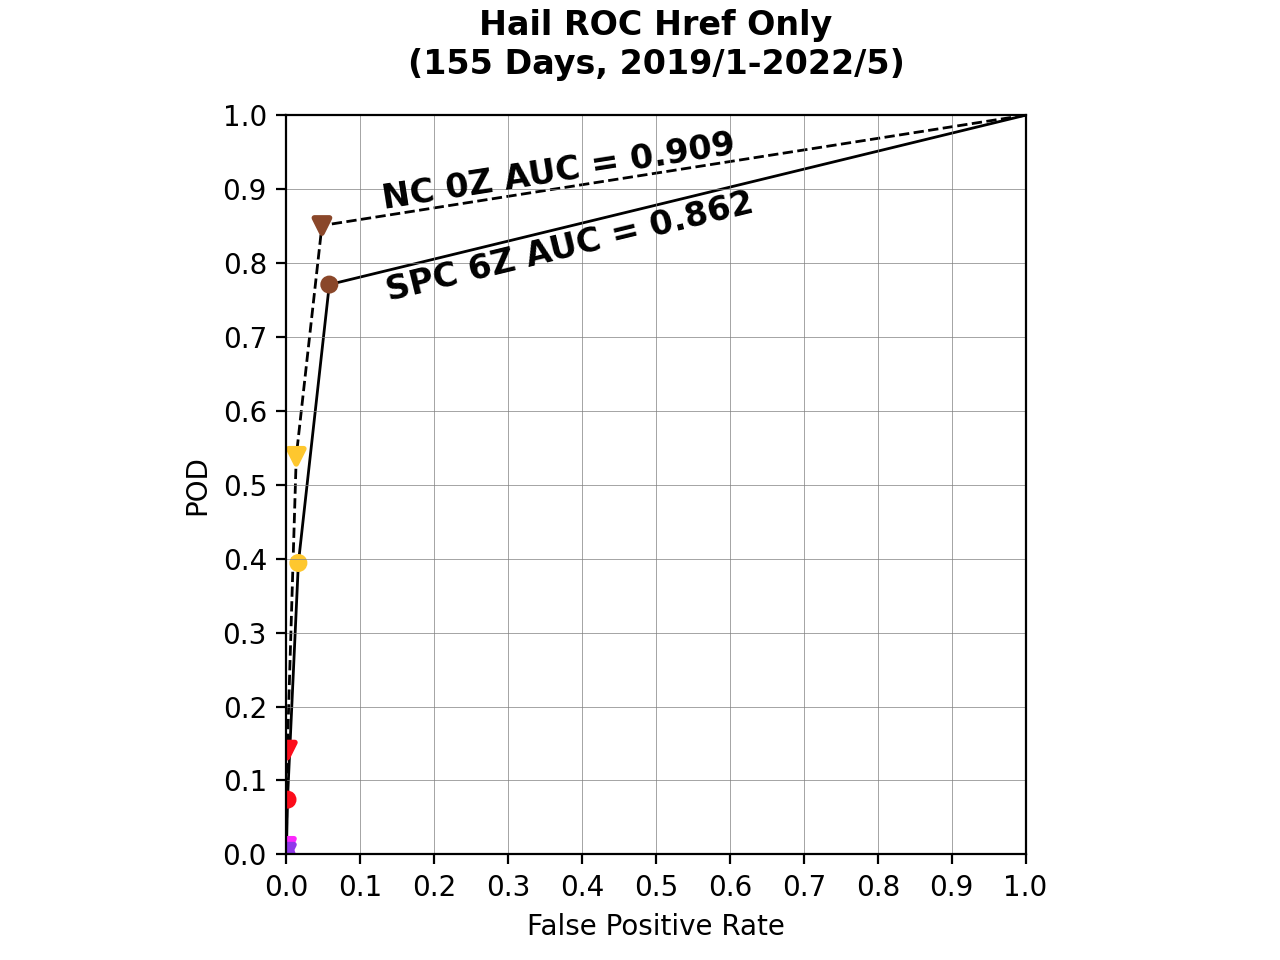 Hail ROC Href Only
(155 Days, 2019/1-2022/5)
1.0
0.9
0.8
0.7
0.6
0.5
0.4
0.3
0.2
0.1
0.0
POD
NC 0Z AUC = 0.909
SPC 6Z AUC = 0.862
0.0 0.1 0.2 0.3 0.4 0.5 0.6 0.7 0.8 0.9 1.0
False Positive Rate